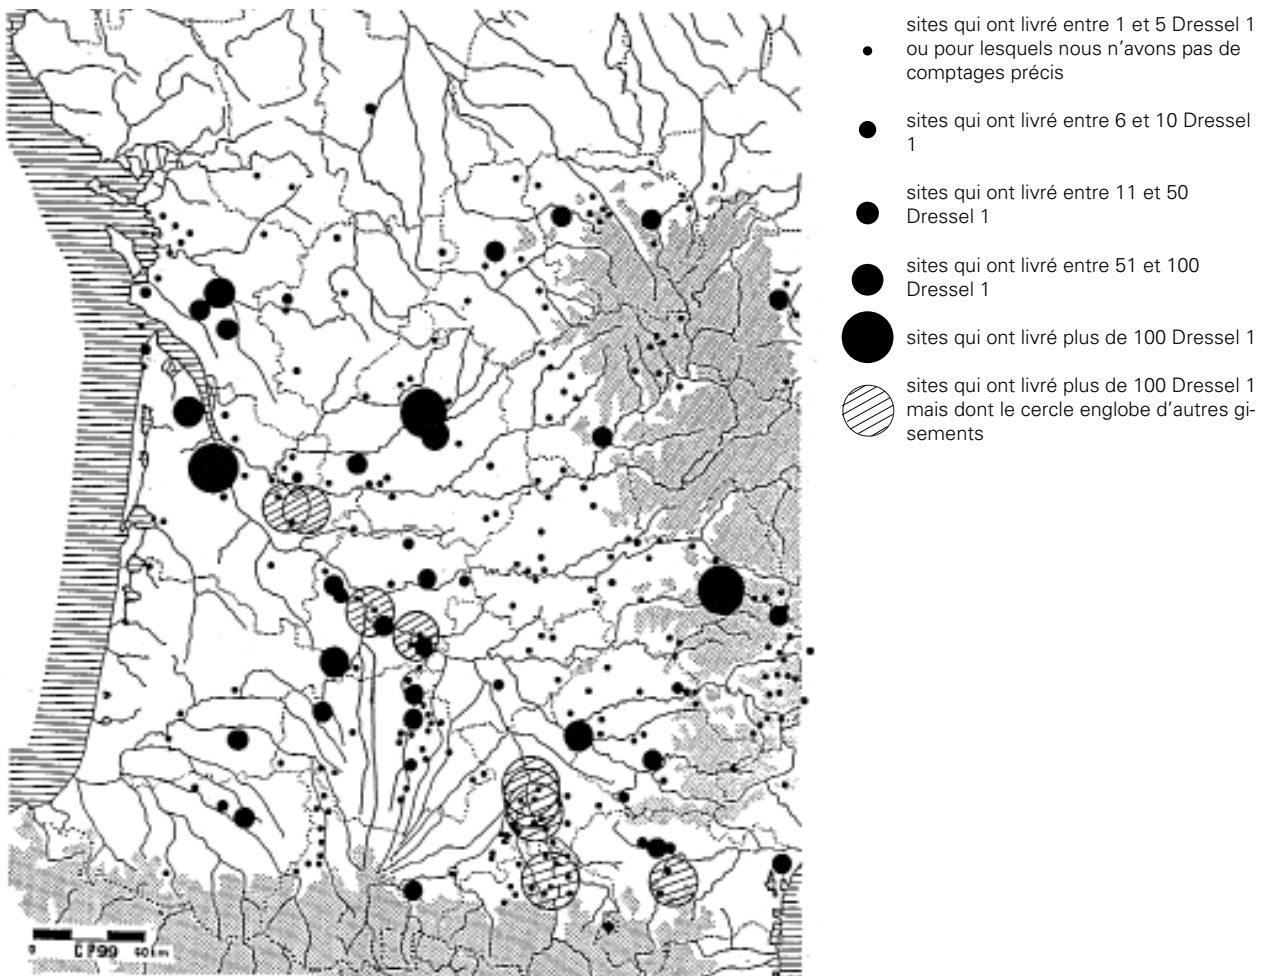 sites qui ont livré entre 1 et 5 Dressel 1
ou pour lesquels nous n'avons pas de
comptages précis
sites qui ont livré entre 6 et 10 Dressel
1
sites qui ont livré entre 11 et 50
Dressel 1
sites qui ont livré entre 51 et 100
Dressel 1
sites qui ont livré plus de 100 Dressel 1
sites qui ont livré plus de 100 Dressel 1
mais dont le cercle englobe d'autres gi-
sements
0 CP99 60km